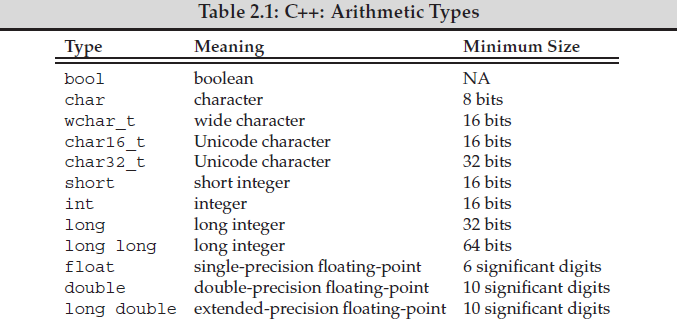 Table 2.1: C++: Arithmetic Types
Type Meaning Minimum Size
bool boolean NA
char character 8 bits
wchar_t wide character 16 bits
char16_t Unicode character 16 bits
char32_t Unicode character 32 bits
short short integer 16 bits
int integer 16 bits
long long integer 32 bits
long long long integer 64 bits
float single-precision floating-point 6 significant digits
double double-precision floating-point 10 significant digits
long double extended-precision floating-point 10 significant digits